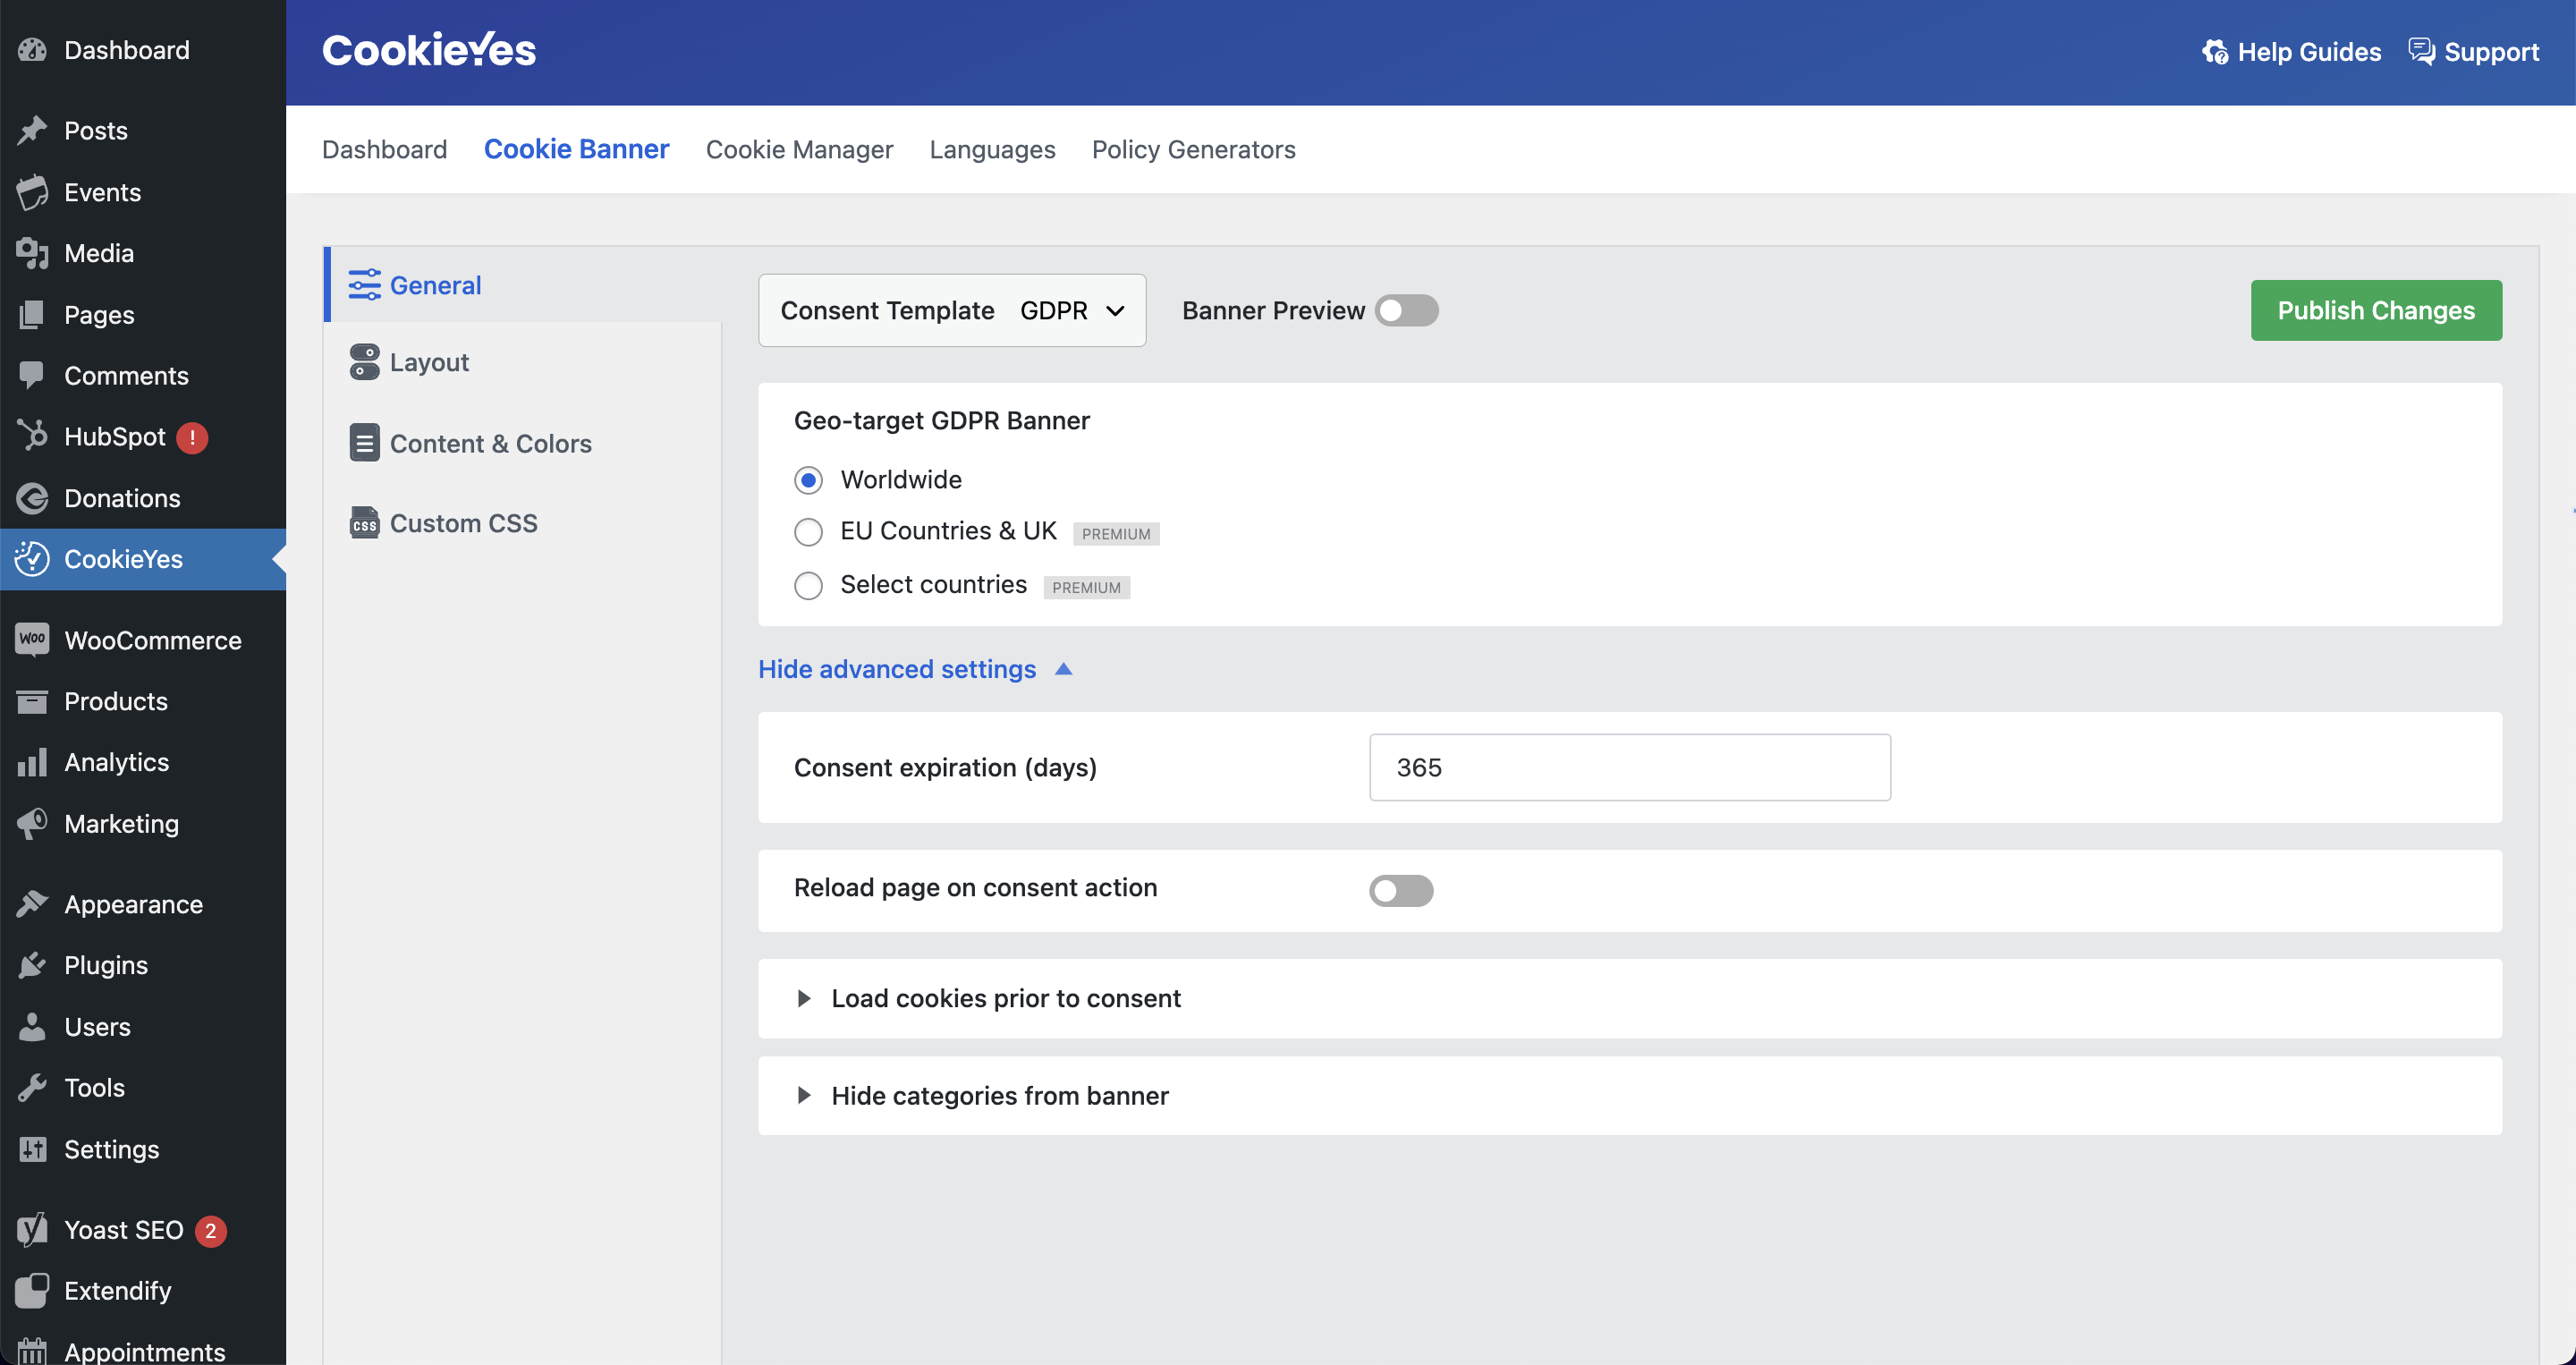 Dashboard
Posts
Events
Media
Pages
Comments
HubSpot !
Donations
CookieYes
Woo WooCommerce
Products
Analytics
Marketing
Appearance
Plugins
Users
Tools
Settings
Yoast SEO 2
Extendify
Appointments
CookieYes
Help Guides
Support
Dashboard
Cookie Banner
Cookie Manager
Languages
Policy Generators
General
Layout
Content & Colors
CSS Custom CSS
Consent Template GDPR
Banner Preview
Publish Changes
Geo-target GDPR Banner
Worldwide
EU Countries & UK PREMIUM
Select countries PREMIUM
Hide advanced settings
Consent expiration (days) 365
Reload page on consent action
Load cookies prior to consent
Hide categories from banner